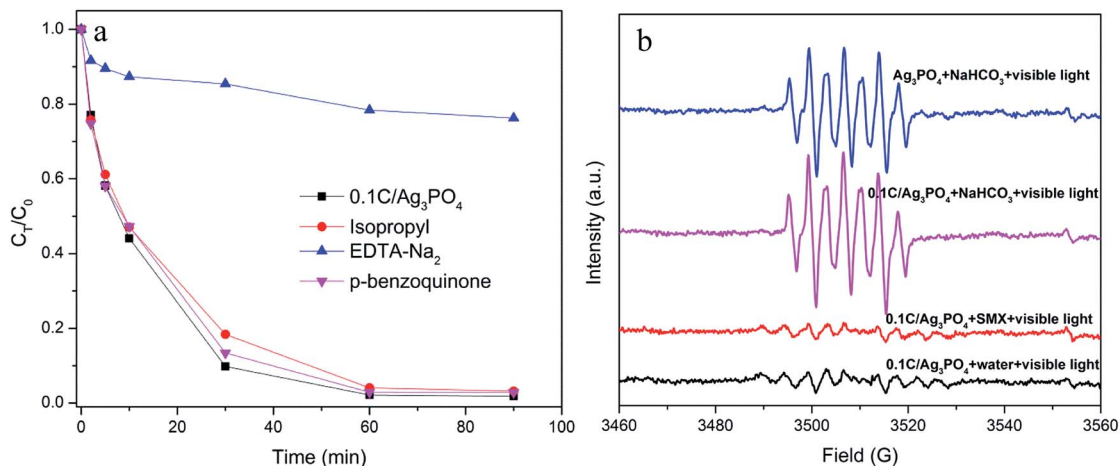 a
1.0
0.8
0.6
0.4
0.2
0.0
C_T/C_0
0.1C/Ag₃PO₄
Isopropyl
EDTA-Na₂
p-benzoquinone
0
20
40
60
80
100
Time (min)
b
Intensity (a.u.)
Ag₃PO₄+NaHCO₃+visible light
0.1C/Ag₃PO₄+NaHCO₃+visible light
0.1C/Ag₃PO₄+SMX+visible light
0.1C/Ag₃PO₄+water+visible light
3460
3480
3500
3520
3540
3560
Field (G)